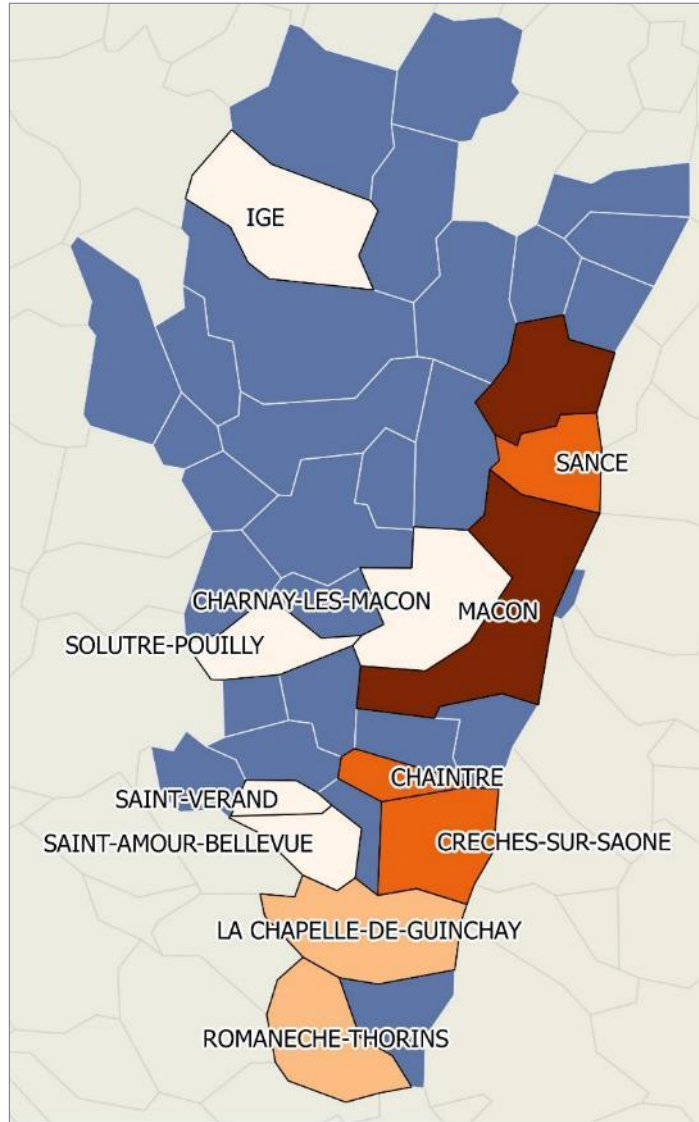 IGE
SANCE
CHARNAY-LES-MACON
MACON
SOLUTRE-POUILLY
CHAINTRE
SAINT-VERAND
SAINT-AMOUR-BELLEVUE
CRECHES-SUR-SAONE
LA CHAPELLE-DE-GUINCHAY
ROMANECHE-THORINS